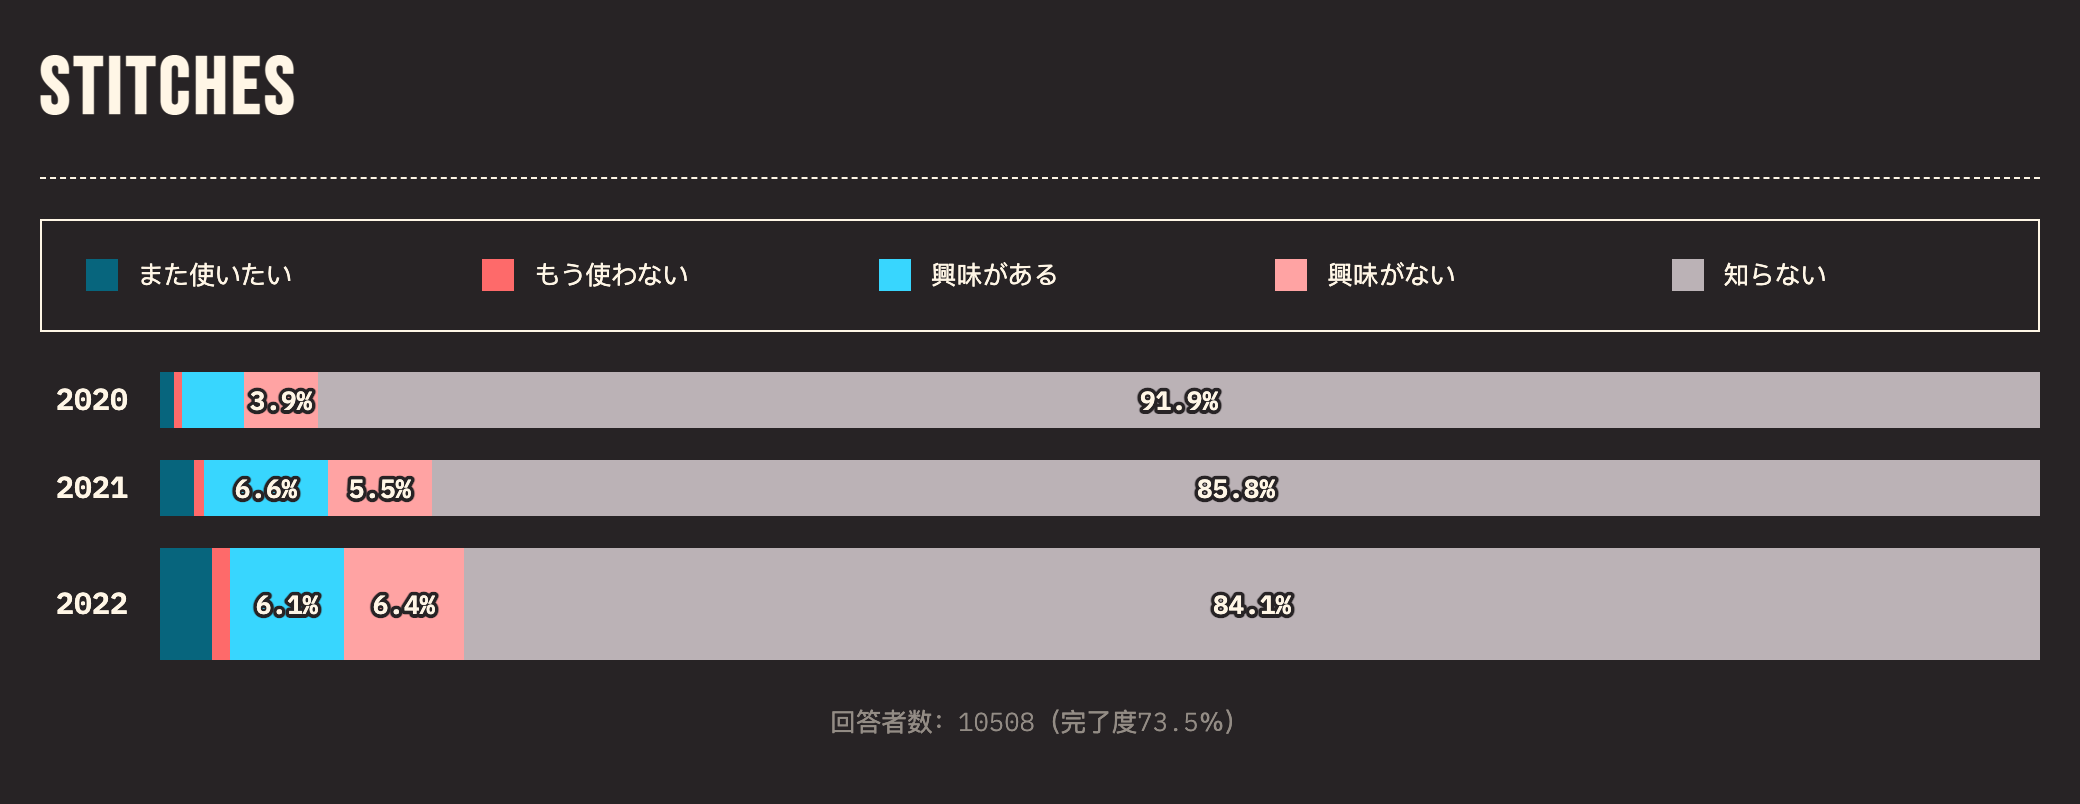 STITCHES
また使いたい もう使わない 興味がある 興味がない 知らない
2020 3.9% 91.9%
2021 6.6% 5.5% 85.8%
2022 6.1% 6.4% 84.1%
回答者数: 10508 (完了度73.5%)